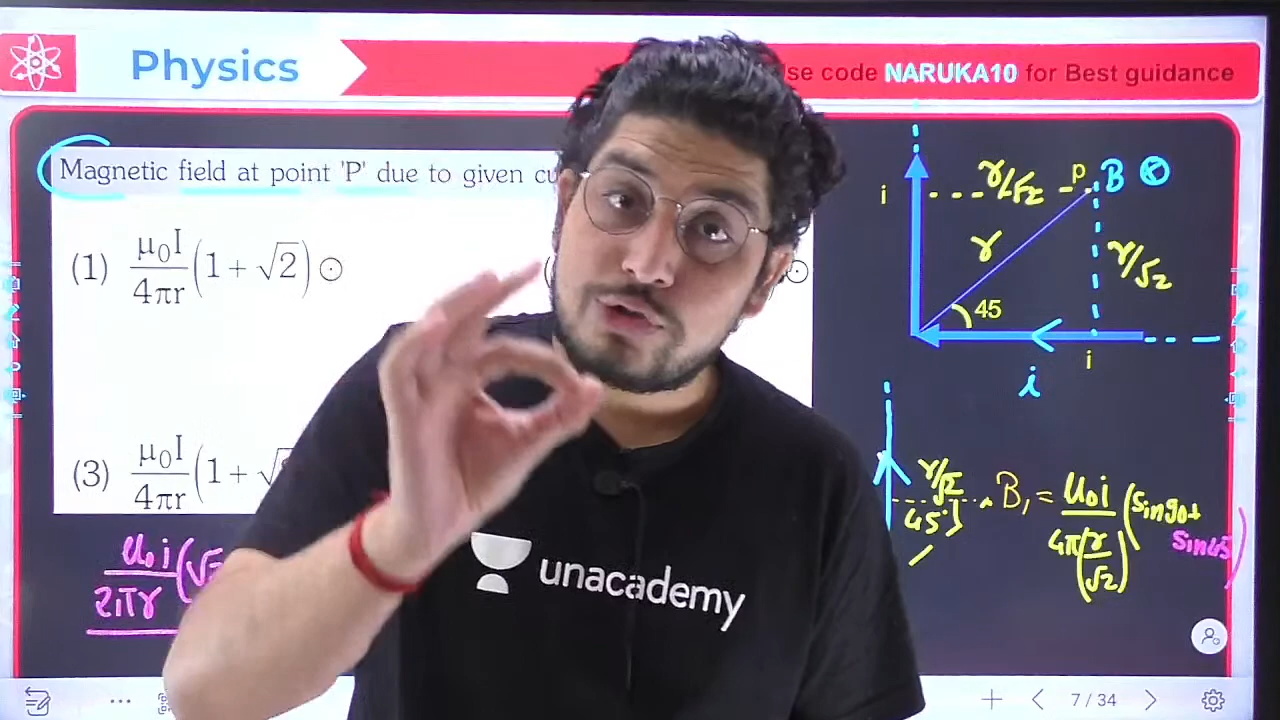 Physics
Use code NARUKA10 for Best guidance
Magnetic field at point 'P' due to given cu
(1) μ₀I/4πr (1 + √2) ⊙
(3) μ₀I/4πr (1 + √
μ₀i/2πr (√2
i
r/√2
P
B ⊗
r
r/√2
45
i
i
r/√2
45°
B₁ = μ₀i/4π(r/√2) (sin90+ sin45)
unacademy
7 / 34